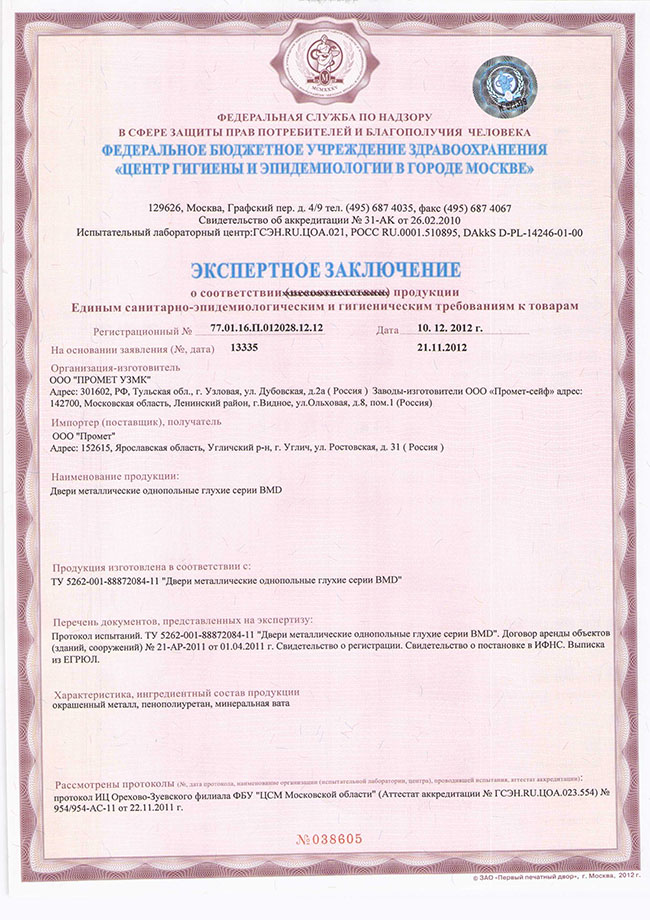 MCMXXXV
ФЕДЕРАЛЬНАЯ СЛУЖБА ПО НАДЗОРУ
В СФЕРЕ ЗАЩИТЫ ПРАВ ПОТРЕБИТЕЛЕЙ И БЛАГОПОЛУЧИЯ ЧЕЛОВЕКА
ФЕДЕРАЛЬНОЕ БЮДЖЕТНОЕ УЧРЕЖДЕНИЕ ЗДРАВООХРАНЕНИЯ
«ЦЕНТР ГИГИЕНЫ И ЭПИДЕМИОЛОГИИ В ГОРОДЕ МОСКВЕ»
129626, Москва, Графский пер. д. 4/9 тел. (495) 687 4035, факс (495) 687 4067
Свидетельство об аккредитации № 31-АК от 26.02.2010
Испытательный лабораторный центр:ГСЭН.RU.ЦОА.021, РОСС RU.0001.510895, DAkkS D-PL-14246-01-00
ЭКСПЕРТНОЕ ЗАКЛЮЧЕНИЕ
о соответствии (несоответствии) продукции
Единым санитарно-эпидемиологическим и гигиеническим требованиям к товарам
Регистрационный № 77.01.16.П.012028.12.12 Дата 10. 12. 2012 г.
На основании заявления (№, дата) 13335 21.11.2012
Организация-изготовитель
ООО "ПРОМЕТ УЗМК"
Адрес: 301602, РФ, Тульская обл., г. Узловая, ул. Дубовская, д.2а ( Россия ) Заводы-изготовители ООО «Промет-сейф» адрес:
142700, Московская область, Ленинский район, г.Видное, ул.Ольховая, д.8, пом.1 (Россия)
Импортер (поставщик), получатель
ООО "Промет"
Адрес: 152615, Ярославская область, Угличский р-н, г. Углич, ул. Ростовская, д. 31 ( Россия )
Наименование продукции:
Двери металлические однопольные глухие серии BMD
Продукция изготовлена в соответствии с:
ТУ 5262-001-88872084-11 "Двери металлические однопольные глухие серии BMD"
Перечень документов, представленных на экспертизу:
Протокол испытаний. ТУ 5262-001-88872084-11 "Двери металлические однопольные глухие серии BMD". Договор аренды объектов
(зданий, сооружений) № 21-АР-2011 от 01.04.2011 г. Свидетельство о регистрации. Свидетельство о постановке в ИФНС. Выписка
из ЕГРЮЛ.
Характеристика, ингредиентный состав продукции
окрашенный металл, пенополиуретан, минеральная вата
Рассмотрены протоколы (№, дата протокола, наименование организации (испытательной лаборатории, центра), проводившей испытания, аттестат аккредитации):
протокол ИЦ Орехово-Зуевского филиала ФБУ "ЦСМ Московской области" (Аттестат аккредитации № ГСЭН.RU.ЦОА.023.554) №
954/954-АС-11 от 22.11.2011 г.
№038605
© ЗАО «Первый печатный двор», г. Москва, 2012 г.